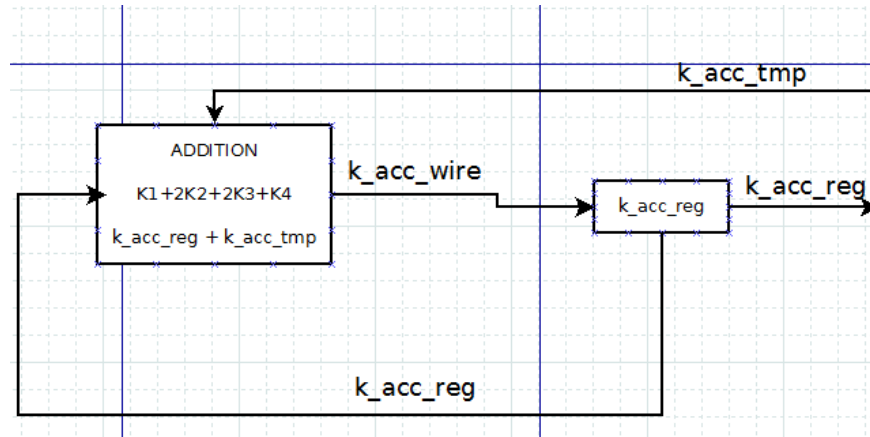 k_acc_tmp
ADDITION
K1+2K2+2K3+K4
k_acc_reg + k_acc_tmp
k_acc_wire
k_acc_reg
k_acc_reg
k_acc_reg